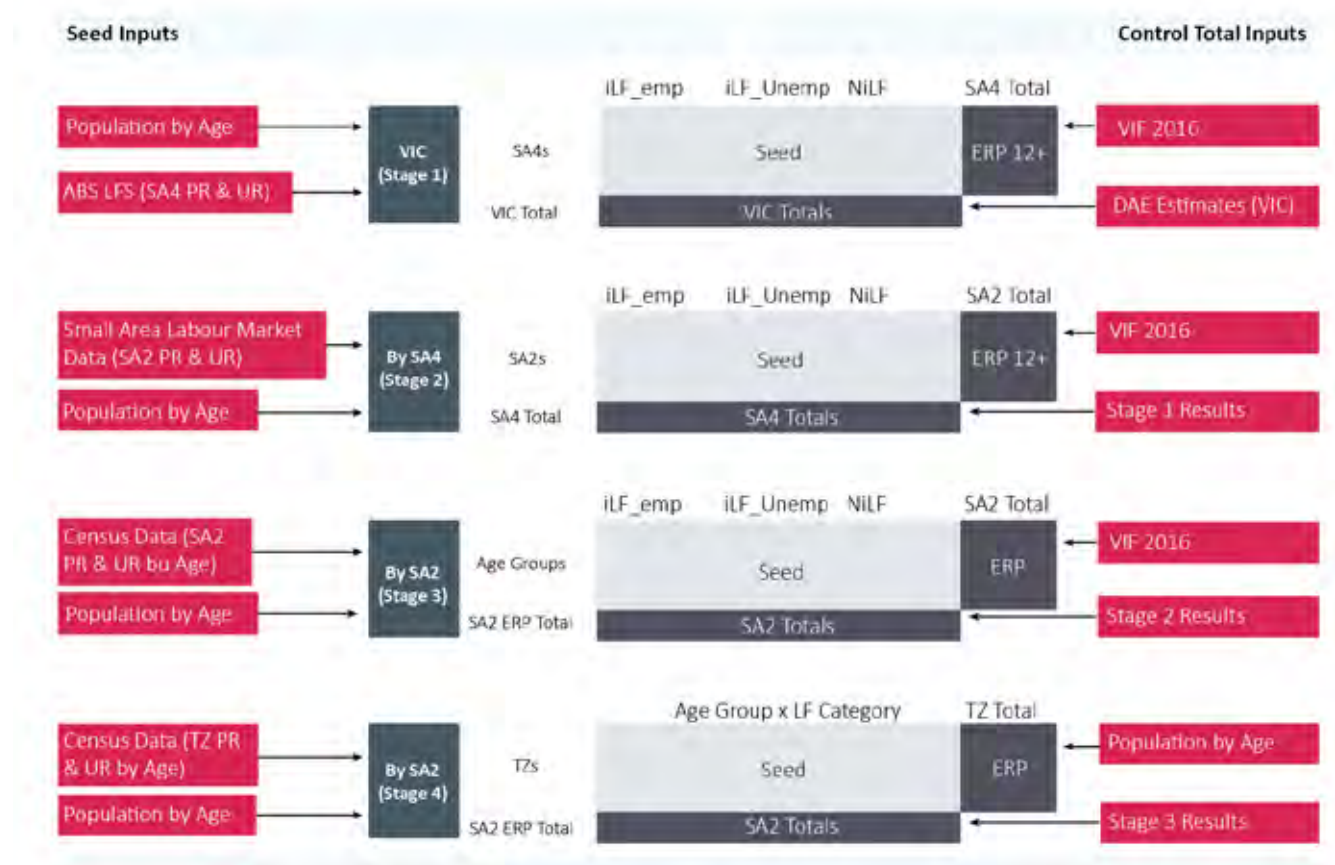 Seed Inputs
Control Total Inputs
iLF_emp iLF_Unemp NiLF SA4 Total
Population by Age
ABS LFS (SA4 PR & UR)
VIC
(Stage 1)
SA4s
VIC Total
Seed
VIC Totals
ERP 12+
VIF 2016
DAE Estimates (VIC)
iLF_emp iLF_Unemp NiLF SA2 Total
Small Area Labour Market
Data (SA2 PR & UR)
Population by Age
By SA4
(Stage 2)
SA2s
SA4 Total
Seed
SA4 Totals
ERP 12+
VIF 2016
Stage 1 Results
iLF_emp iLF_Unemp NiLF SA2 Total
Census Data (SA2
PR & UR bu Age)
Population by Age
By SA2
(Stage 3)
Age Groups
SA2 ERP Total
Seed
SA2 Totals
ERP
VIF 2016
Stage 2 Results
Age Group x LF Category TZ Total
Census Data (TZ PR
& UR by Age)
Population by Age
By SA2
(Stage 4)
TZs
SA2 ERP Total
Seed
SA2 Totals
ERP
Population by Age
Stage 3 Results